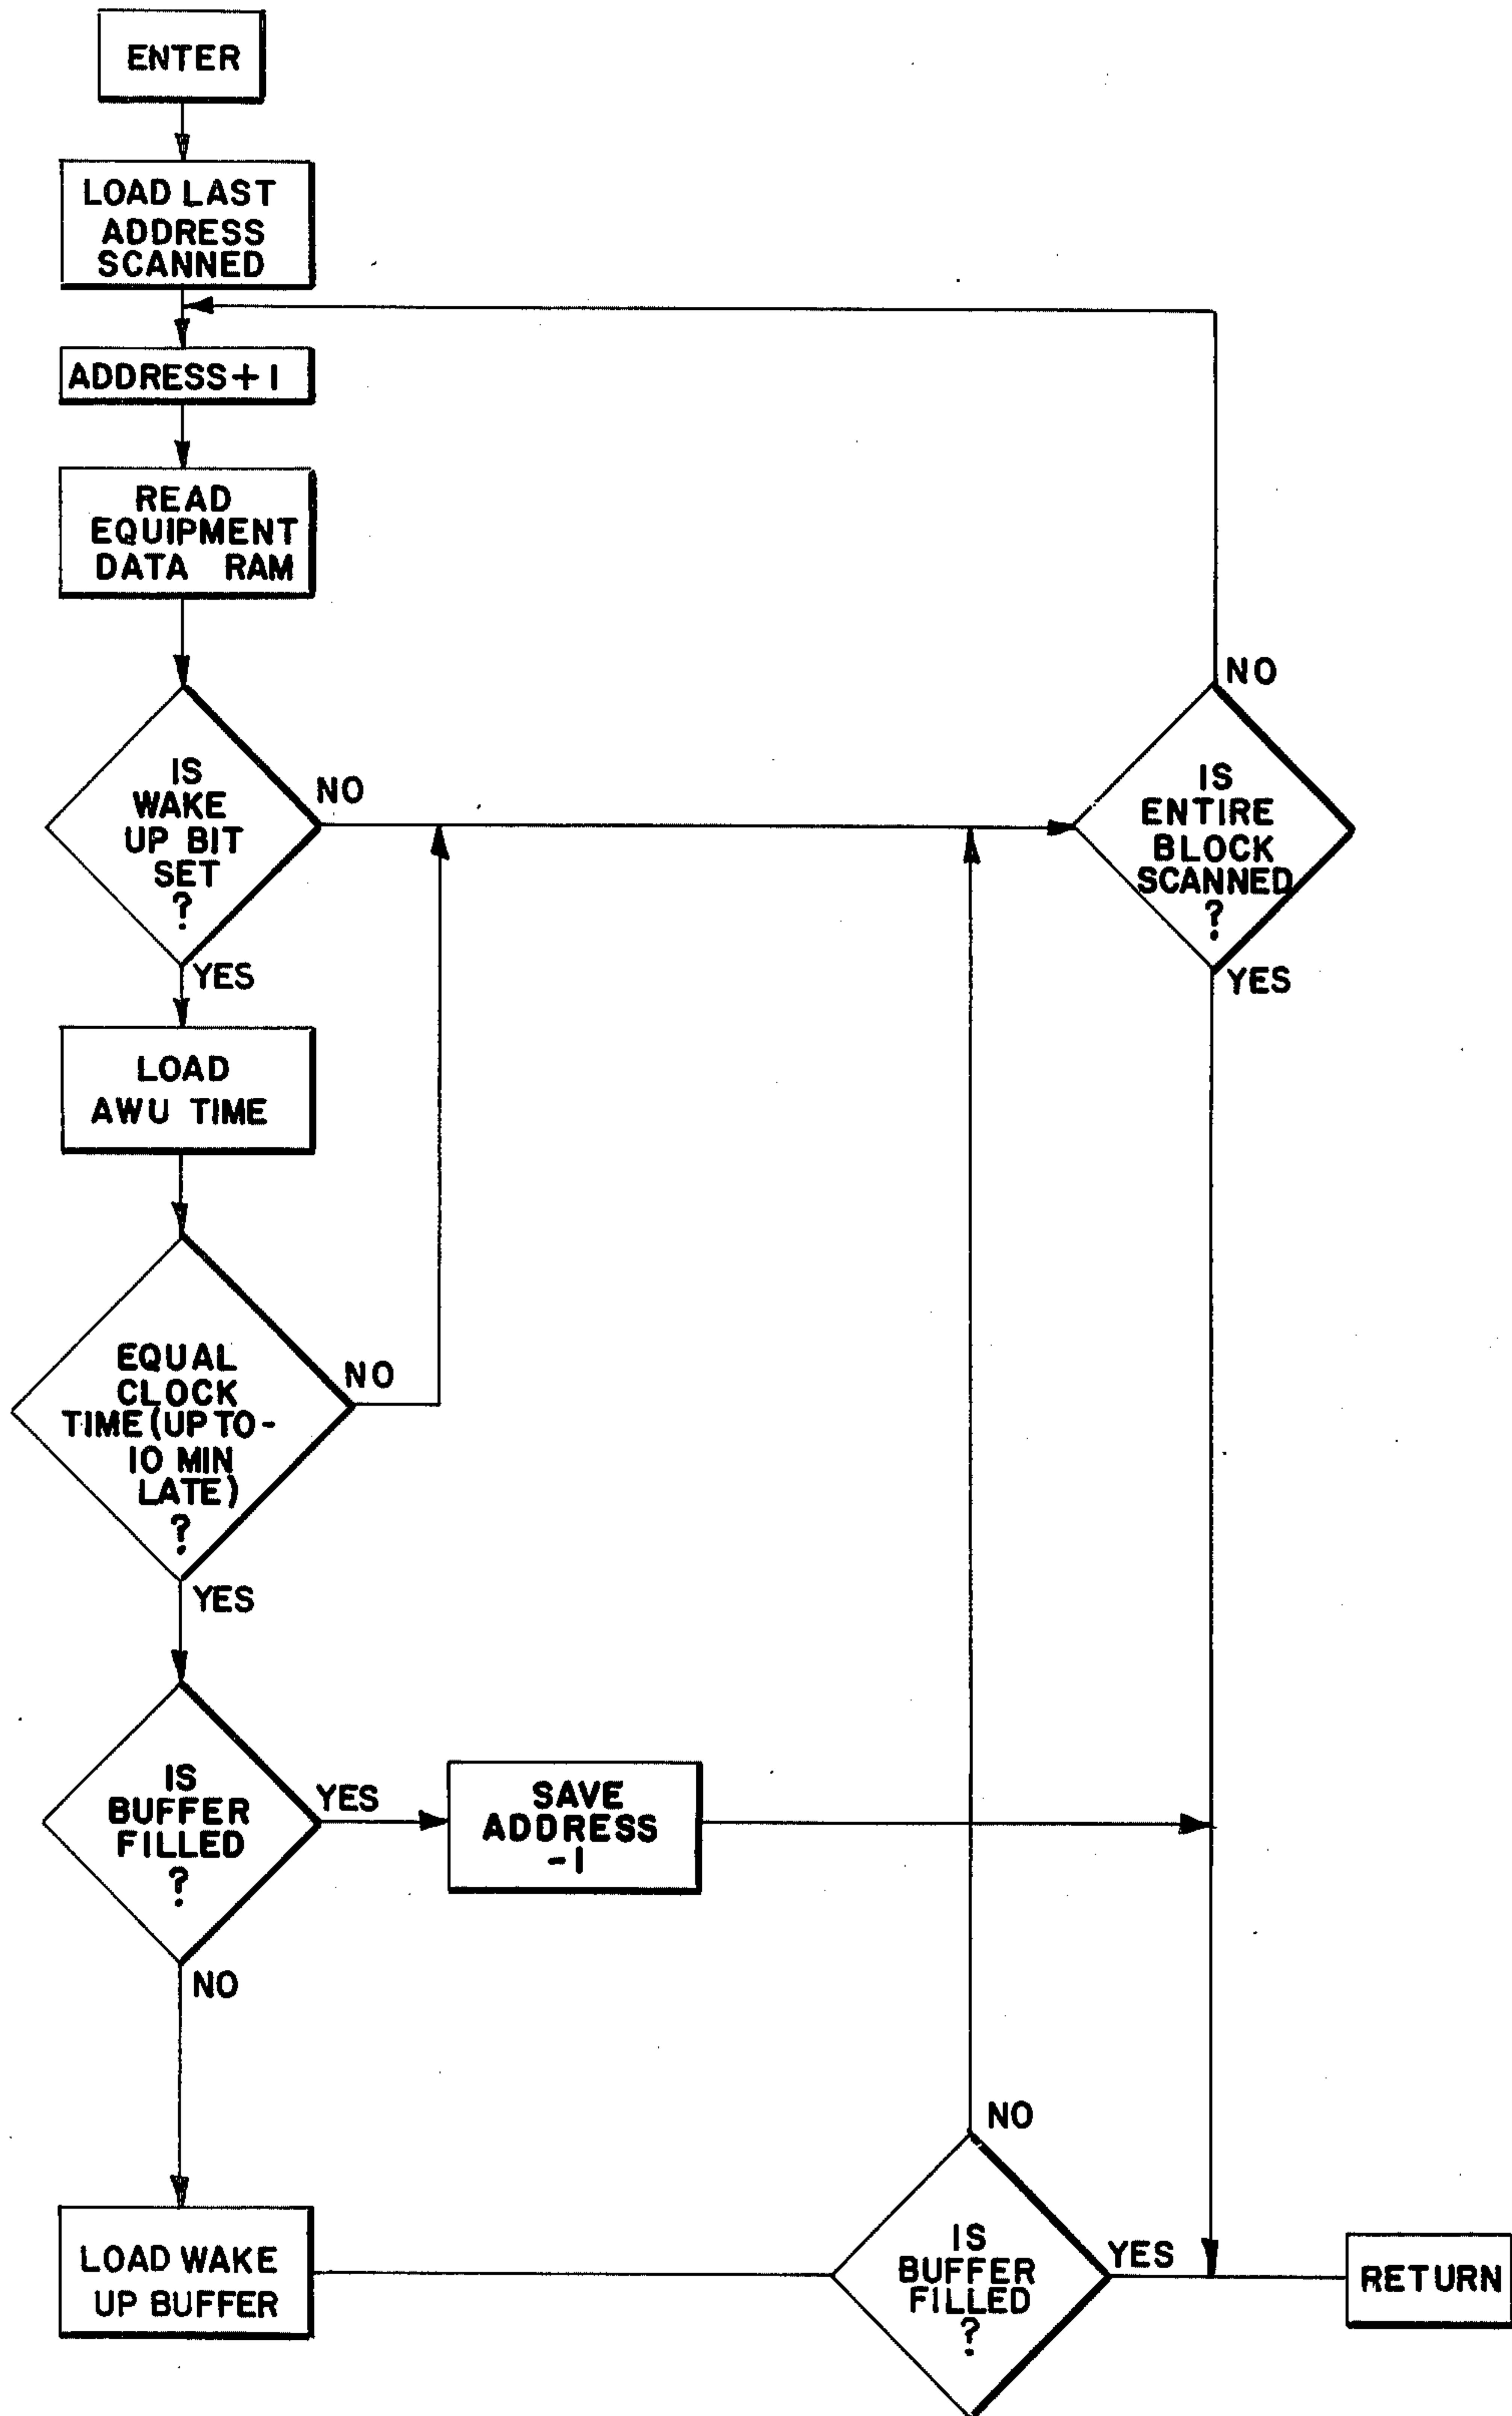 ENTER
LOAD LAST
ADDRESS
SCANNED
ADDRESS+1
READ
EQUIPMENT
DATA RAM
IS
WAKE
UP BIT
SET
?
NO
YES
IS
ENTIRE
BLOCK
SCANNED
?
NO
YES
LOAD
AWU TIME
EQUAL
CLOCK
TIME (UP TO-
10 MIN
LATE)
?
NO
YES
IS
BUFFER
FILLED
?
YES
NO
SAVE
ADDRESS
-1
LOAD WAKE
UP BUFFER
IS
BUFFER
FILLED
?
NO
YES
RETURN